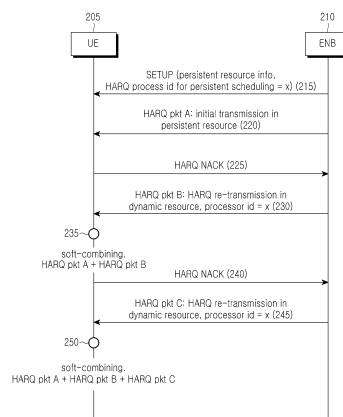 205
210
UE
ENB
SETUP (persistent resource info,
HARQ process id for persistent scheduling = x) (215)
HARQ pkt A: initial transmission in
persistent resource (220)
HARQ NACK (225)
HARQ pkt B: HARQ re-transmission in
dynamic resource, processor id = x (230)
235
soft-combining.
HARQ pkt A + HARQ pkt B
HARQ NACK (240)
HARQ pkt C: HARQ re-transmission in
dynamic resource, processor id = x (245)
250
soft-combining.
HARQ pkt A + HARQ pkt B + HARQ pkt C